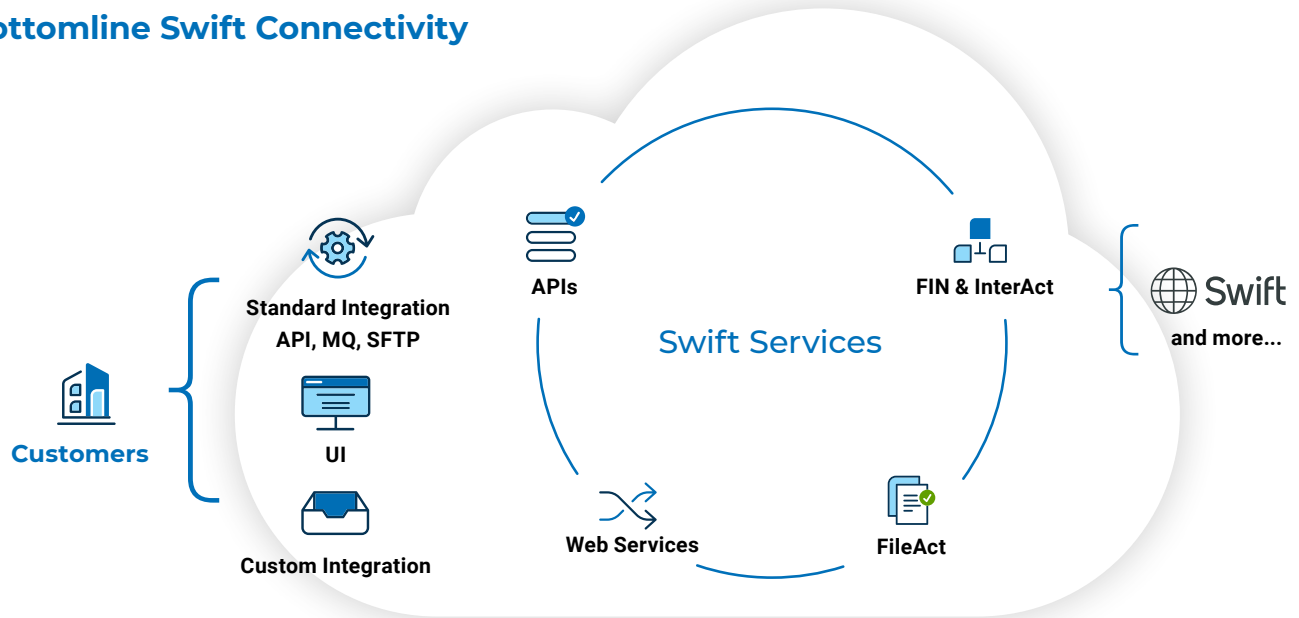 ottomline Swift Connectivity
APIs
FIN & InterAct
Standard Integration
API, MQ, SFTP
Swift Services
Swift
and more...
Customers
UI
Web Services
FileAct
Custom Integration